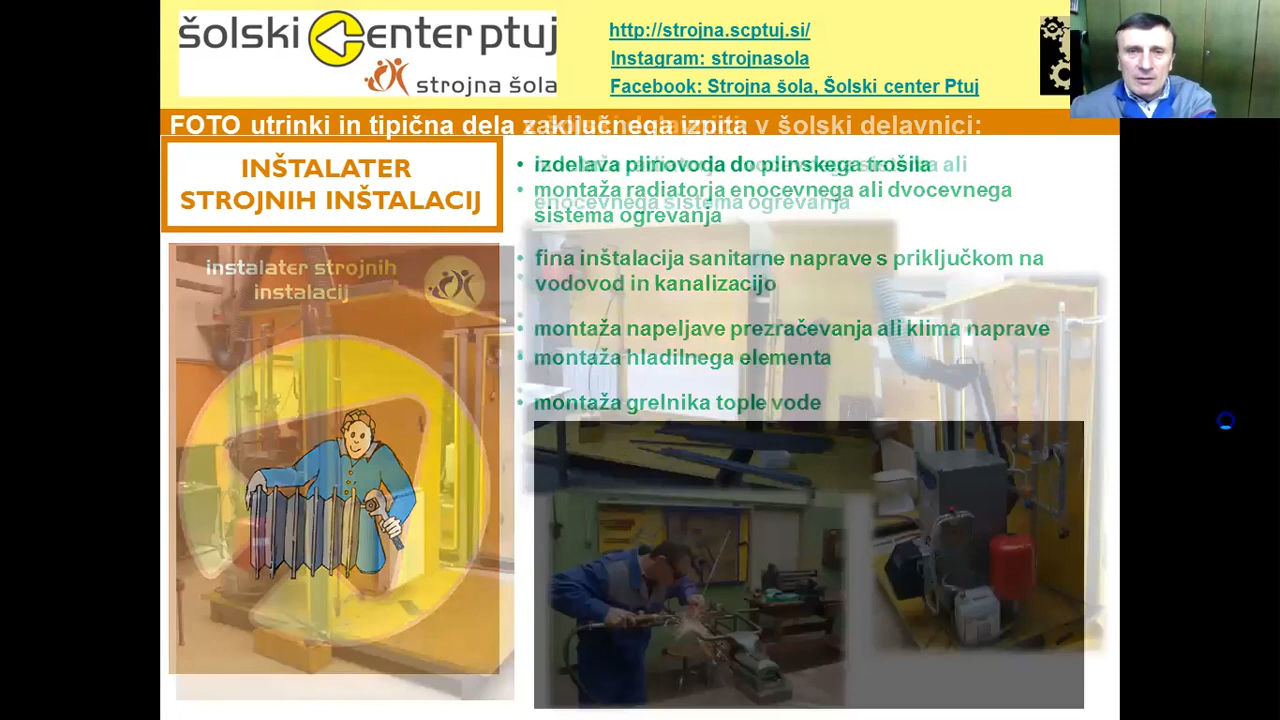 šolski center ptuj
strojna šola
http://strojna.scptuj.si/
Instagram: strojnasola
Facebook: Strojna šola, Šolski center Ptuj
FOTO utrinki in tipična dela zaključnega izpita v šolski delavnici:
INŠTALATER
STROJNIH INŠTALACIJ
instalater strojnih
instalacij
• izdelava plinovoda do plinskega trošila
• montaža radiatorja enocevnega ali dvocevnega
sistema ogrevanja
• fina inštalacija sanitarne naprave s priključkom na
vodovod in kanalizacijo
• montaža napeljave prezračevanja ali klima naprave
• montaža hladilnega elementa
• montaža grelnika tople vode